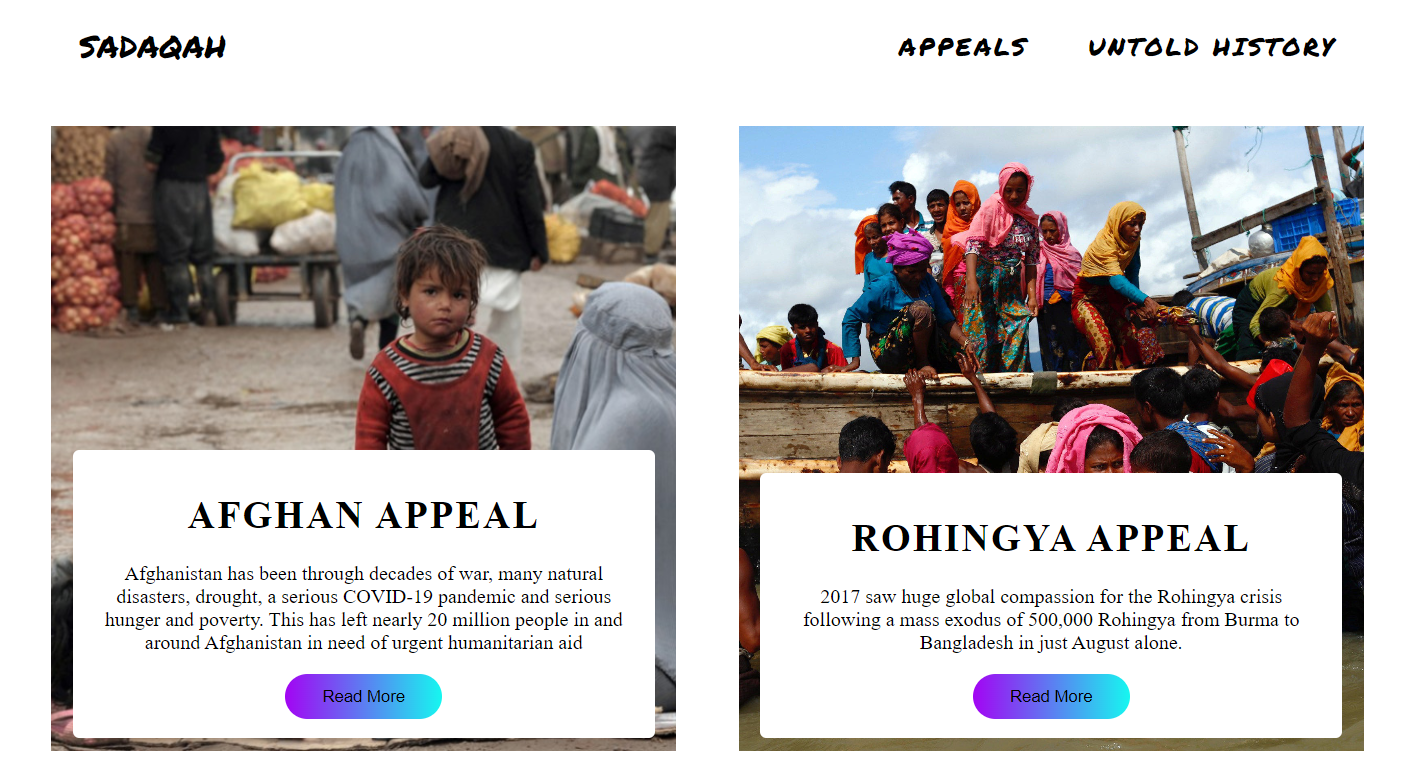 SADAQAH
APPEALS
UNTOLD HISTORY
AFGHAN APPEAL
Afghanistan has been through decades of war, many natural
disasters, drought, a serious COVID-19 pandemic and serious
hunger and poverty. This has left nearly 20 million people in and
around Afghanistan in need of urgent humanitarian aid
Read More
ROHINGYA APPEAL
2017 saw huge global compassion for the Rohingya crisis
following a mass exodus of 500,000 Rohingya from Burma to
Bangladesh in just August alone.
Read More